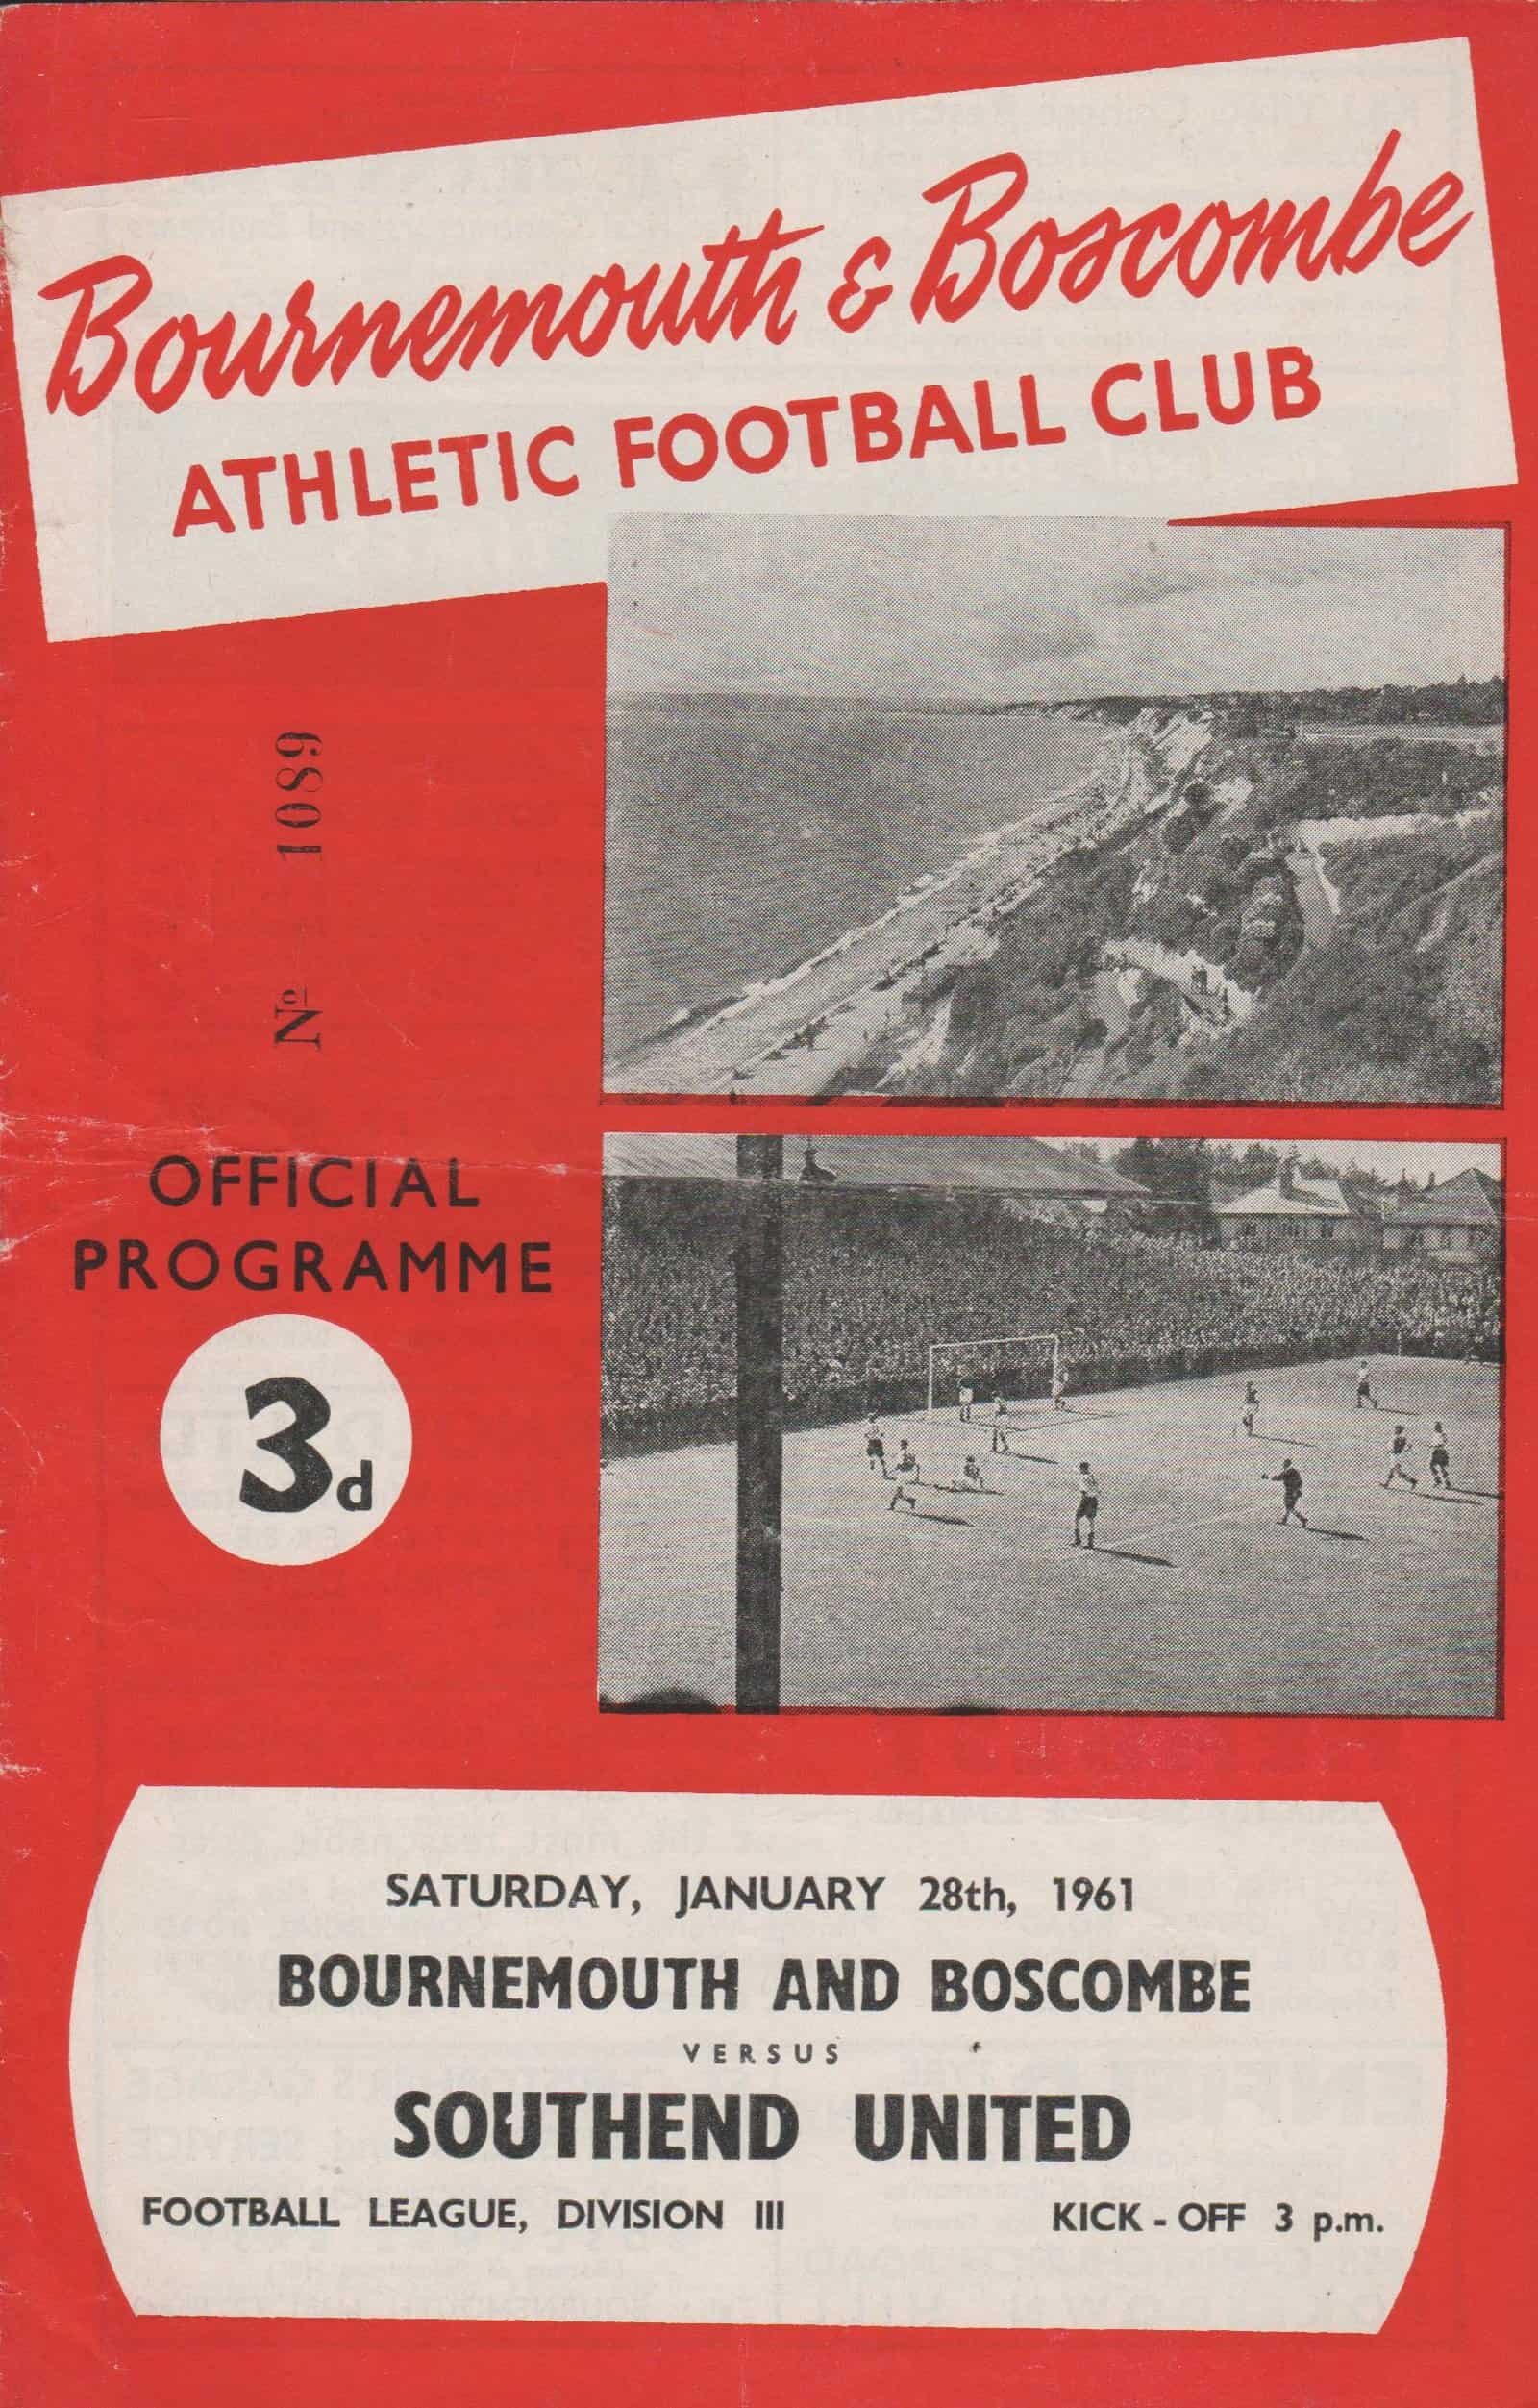 Bournemouth & Boscombe
ATHLETIC FOOTBALL CLUB
Nº 1089
OFFICIAL
PROGRAMME
3d
SATURDAY, JANUARY 28th, 1961
BOURNEMOUTH AND BOSCOMBE
VERSUS
SOUTHEND UNITED
FOOTBALL LEAGUE, DIVISION III KICK - OFF 3 p.m.